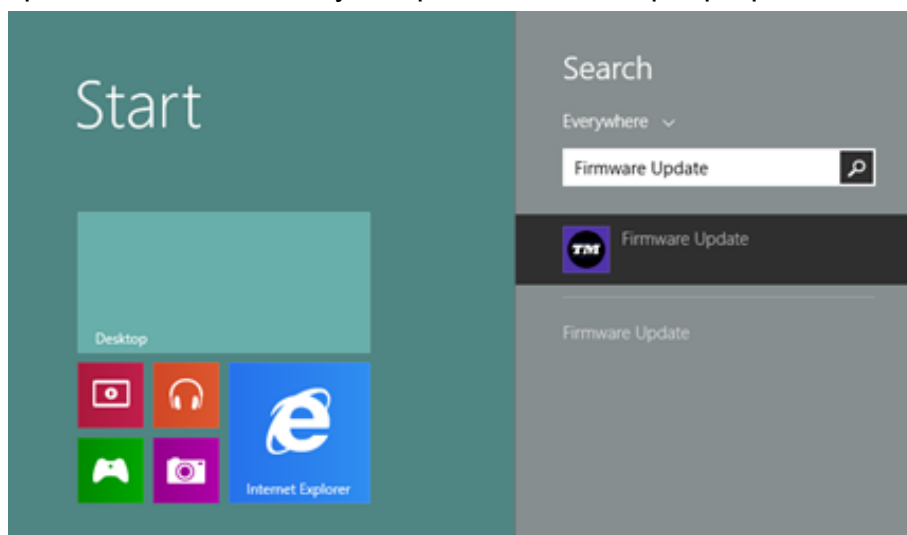 Start
Desktop
Internet Explorer
Search
Everywhere
Firmware Update
TM
Firmware Update
Firmware Update